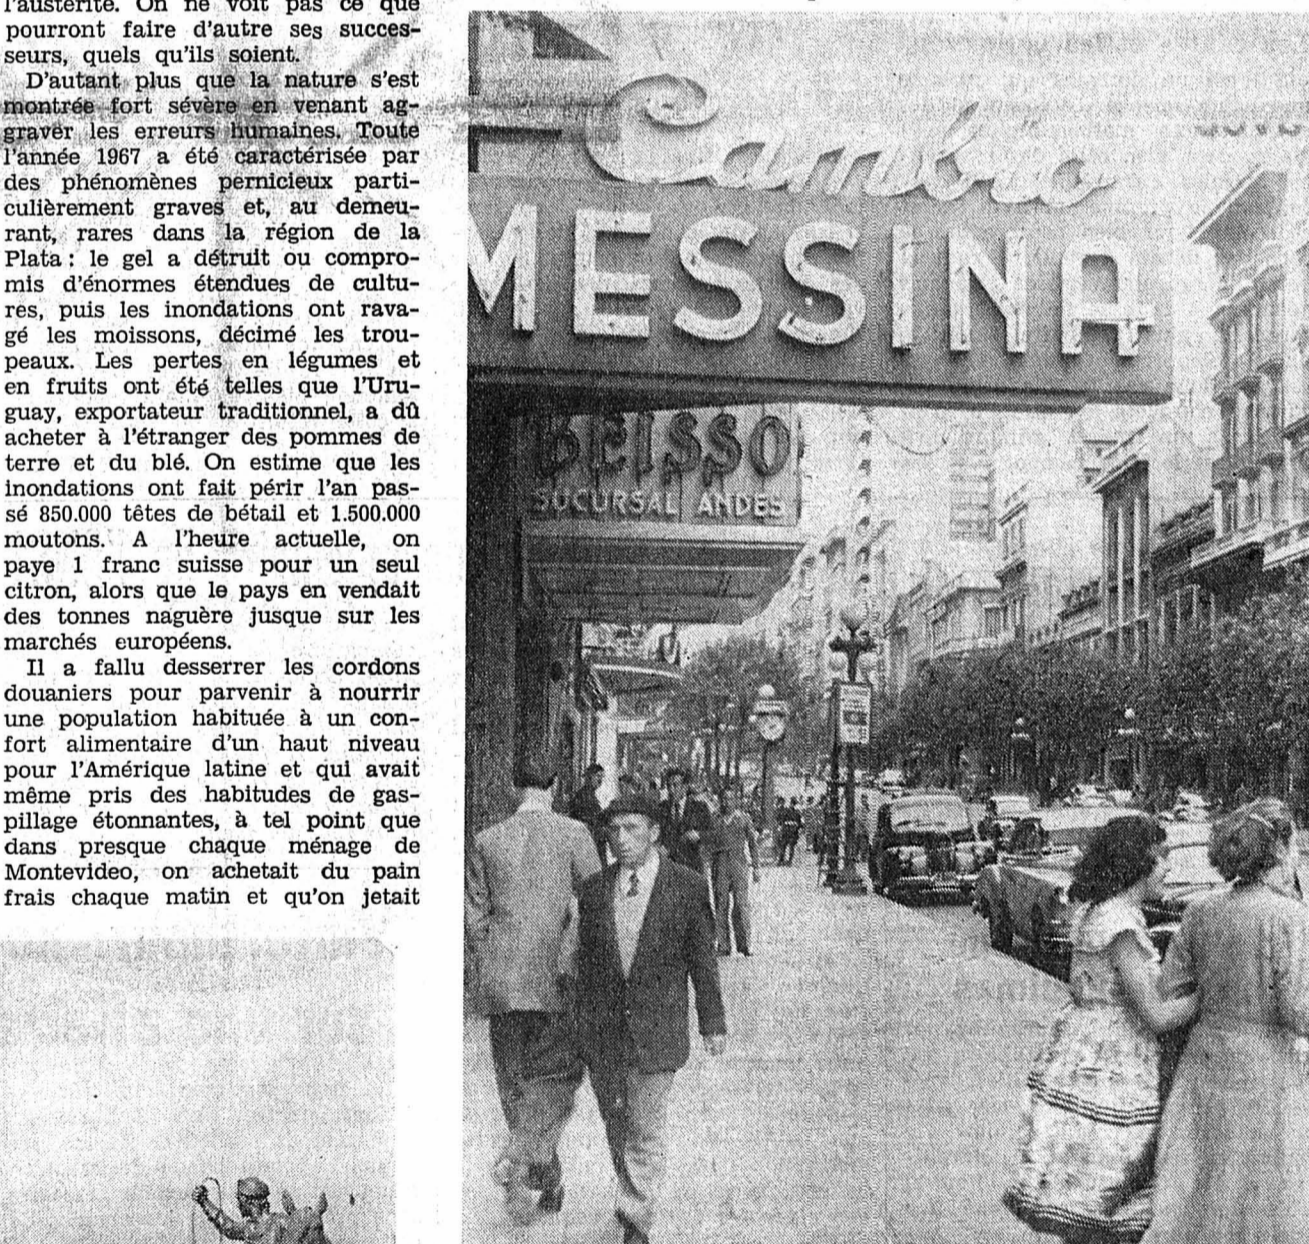 l'austérité. On ne voit pas ce que
pourront faire d'autre ses succes-
seurs, quels qu'ils soient.
D'autant plus que la nature s'est
montrée fort sévère en venant ag-
graver les erreurs humaines. Toute
l'année 1967 a été caractérisée par
des phénomènes pernicieux parti-
culièrement graves et, au demeu-
rant, rares dans la région de la
Plata : le gel a détruit ou compro-
mis d'énormes étendues de cultu-
res, puis les inondations ont rava-
gé les moissons, décimé les trou-
peaux. Les pertes en légumes et
en fruits ont été telles que l'Uru-
guay, exportateur traditionnel, a dû
acheter à l'étranger des pommes de
terre et du blé. On estime que les
inondations ont fait périr l'an pas-
sé 850.000 têtes de bétail et 1.500.000
moutons. A l'heure actuelle, on
paye 1 franc suisse pour un seul
citron, alors que le pays en vendait
des tonnes naguère jusque sur les
marchés européens.
Il a fallu desserrer les cordons
douaniers pour parvenir à nourrir
une population habituée à un con-
fort alimentaire d'un haut niveau
pour l'Amérique latine et qui avait
même pris des habitudes de gas-
pillage étonnantes, à tel point que
dans presque chaque ménage de
Montevideo, on achetait du pain
frais chaque matin et qu'on jetait
Cambio
MESSINA
BEISSO
SUCURSAL ANDES